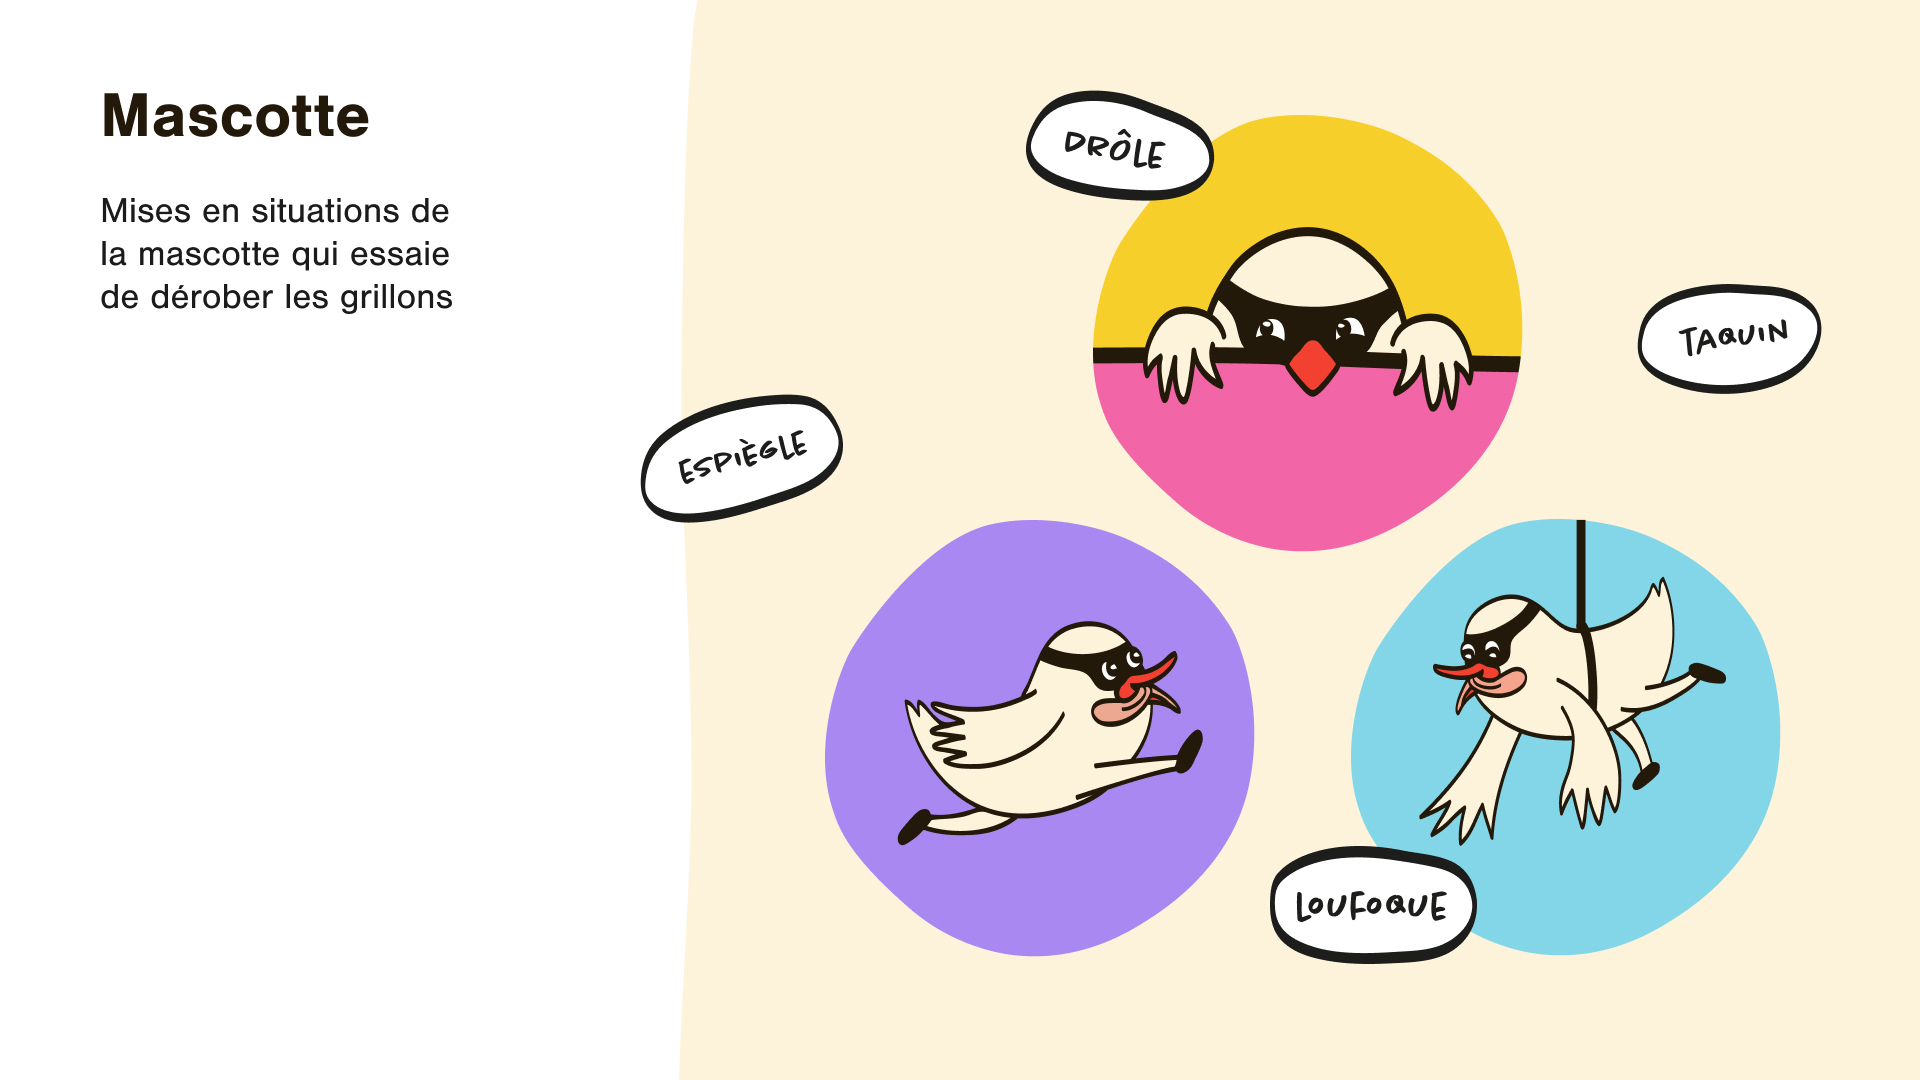 Mascotte
Mises en situations de
la mascotte qui essaie
de dérober les grillons
DRÔLE
TAQUIN
ESPIÈGLE
LOUFOQUE